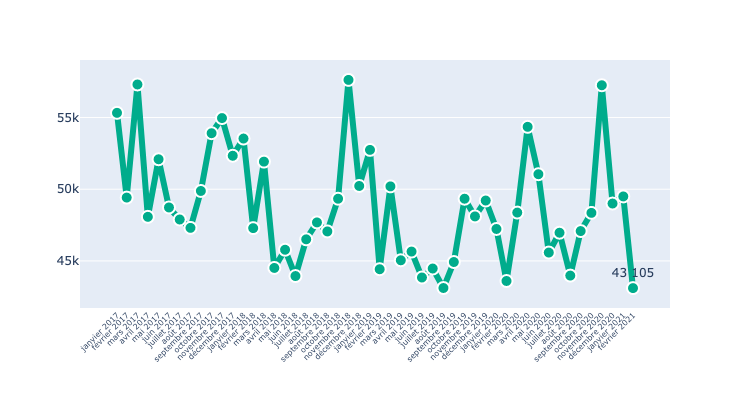 55k
50k
45k
43 105
janvier 2017
février 2017
mars 2017
avril 2017
mai 2017
juin 2017
juillet 2017
août 2017
septembre 2017
octobre 2017
novembre 2017
décembre 2017
janvier 2018
février 2018
mars 2018
avril 2018
mai 2018
juin 2018
juillet 2018
août 2018
septembre 2018
octobre 2018
novembre 2018
décembre 2018
janvier 2019
février 2019
mars 2019
avril 2019
mai 2019
juin 2019
juillet 2019
août 2019
septembre 2019
octobre 2019
novembre 2019
décembre 2019
janvier 2020
février 2020
mars 2020
avril 2020
mai 2020
juin 2020
juillet 2020
août 2020
septembre 2020
octobre 2020
novembre 2020
décembre 2020
janvier 2021
février 2021